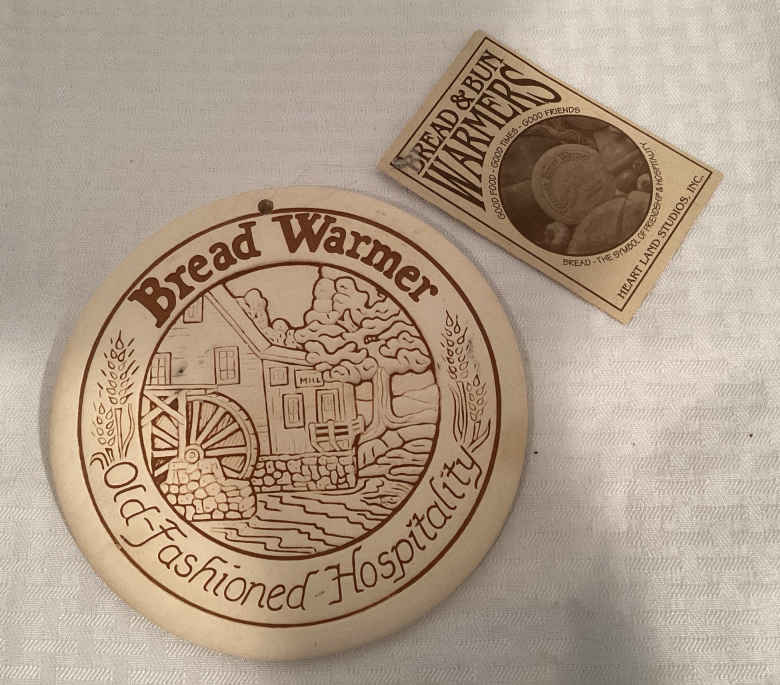 Bread Warmer
MILL
Old-Fashioned Hospitality
BREAD & BUN
WARMERS
GOOD FOOD - GOOD TIMES - GOOD FRIENDS
BREAD - THE SYMBOL OF FRIENDSHIP & HOSPITALITY
HEART LAND STUDIOS, INC.